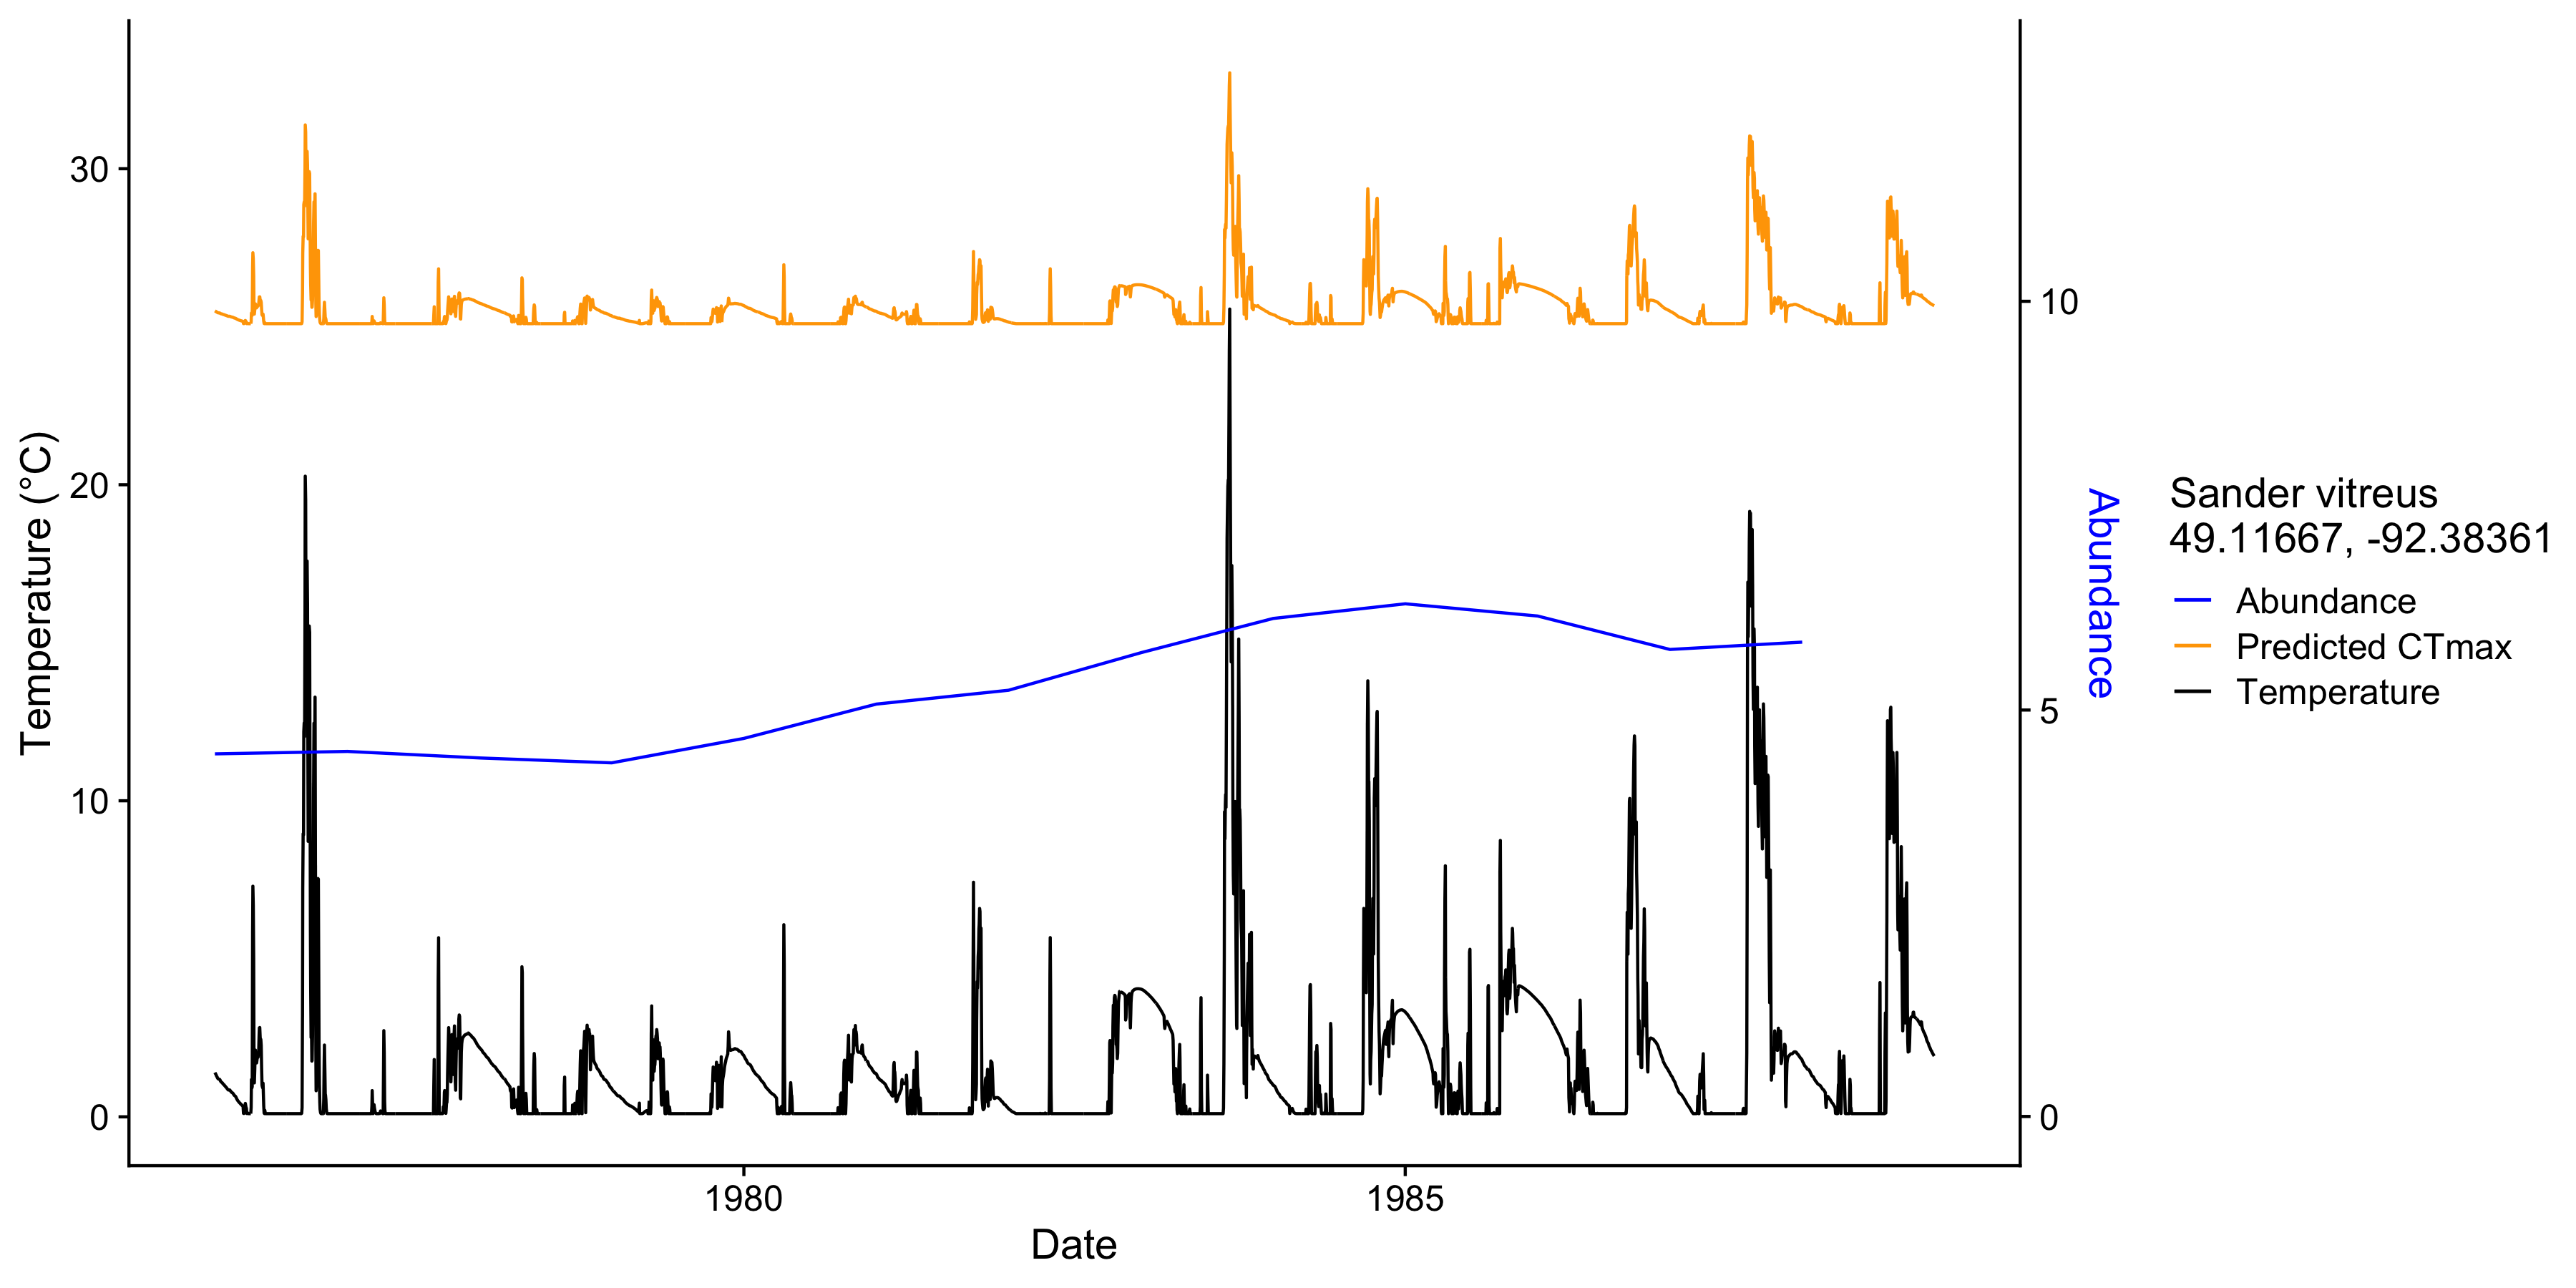 30
20
10
0
Temperature (°C)
1980
1985
Date
10
5
0
Abundance
Sander vitreus
49.11667, -92.38361
Abundance
Predicted CTmax
Temperature